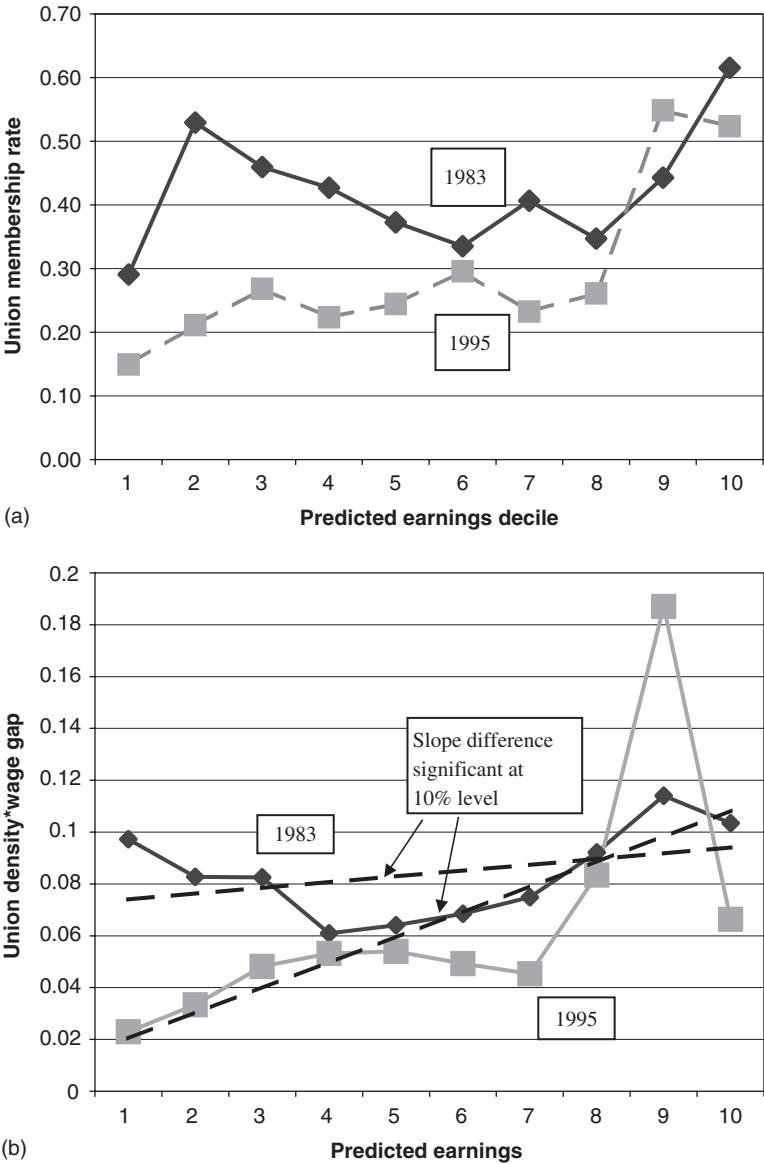 0.70
0.60
0.50
0.40
0.30
0.20
0.10
0.00
Union membership rate
1983
1995
1 2 3 4 5 6 7 8 9 10
(a)
Predicted earnings decile
0.2
0.18
0.16
0.14
0.12
0.1
0.08
0.06
0.04
0.02
0
Union density*wage gap
Slope difference
significant at
10% level
1983
1995
1 2 3 4 5 6 7 8 9 10
(b)
Predicted earnings